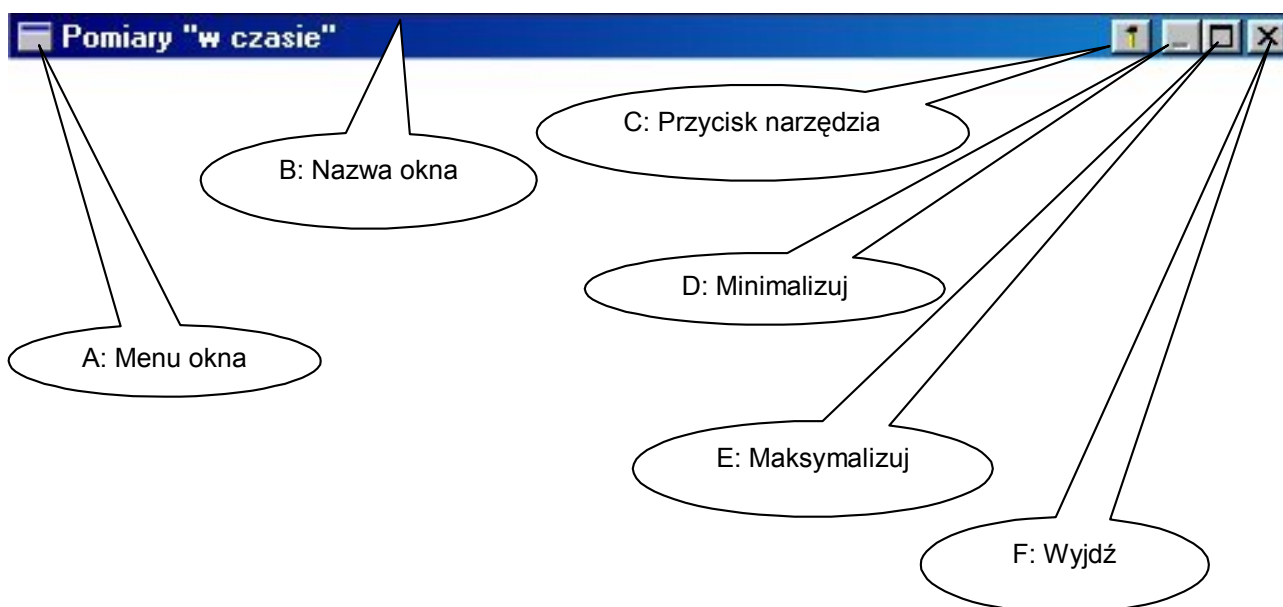 Pomiary "w czasie"
C: Przycisk narzędzia
B: Nazwa okna
D: Minimalizuj
A: Menu okna
E: Maksymalizuj
F: Wyjdź